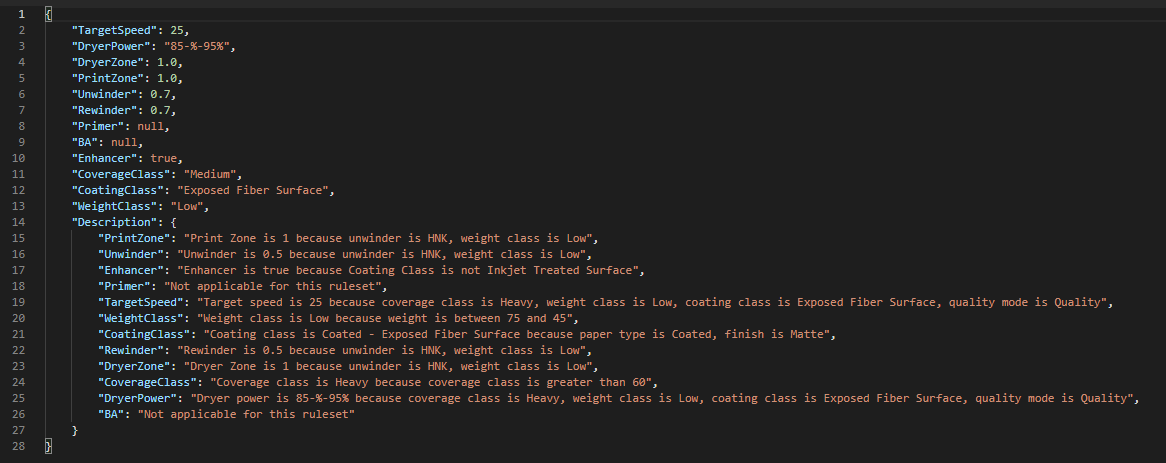 1 {
2 "TargetSpeed": 25,
3 "DryerPower": "85-%-95%",
4 "DryerZone": 1.0,
5 "PrintZone": 1.0,
6 "Unwinder": 0.7,
7 "Rewinder": 0.7,
8 "Primer": null,
9 "BA": null,
10 "Enhancer": true,
11 "CoverageClass": "Medium",
12 "CoatingClass": "Exposed Fiber Surface",
13 "WeightClass": "Low",
14 "Description": {
15 "PrintZone": "Print Zone is 1 because unwinder is HNK, weight class is Low",
16 "Unwinder": "Unwinder is 0.5 because unwinder is HNK, weight class is Low",
17 "Enhancer": "Enhancer is true because Coating Class is not Inkjet Treated Surface",
18 "Primer": "Not applicable for this ruleset",
19 "TargetSpeed": "Target speed is 25 because coverage class is Heavy, weight class is Low, coating class is Exposed Fiber Surface, quality mode is Quality",
20 "WeightClass": "Weight class is Low because weight is between 75 and 45",
21 "CoatingClass": "Coating class is Coated - Exposed Fiber Surface because paper type is Coated, finish is Matte",
22 "Rewinder": "Rewinder is 0.5 because unwinder is HNK, weight class is Low",
23 "DryerZone": "Dryer Zone is 1 because unwinder is HNK, weight class is Low",
24 "CoverageClass": "Coverage class is Heavy because coverage class is greater than 60",
25 "DryerPower": "Dryer power is 85-%-95% because coverage class is Heavy, weight class is Low, coating class is Exposed Fiber Surface, quality mode is Quality",
26 "BA": "Not applicable for this ruleset"
27 }
28 }